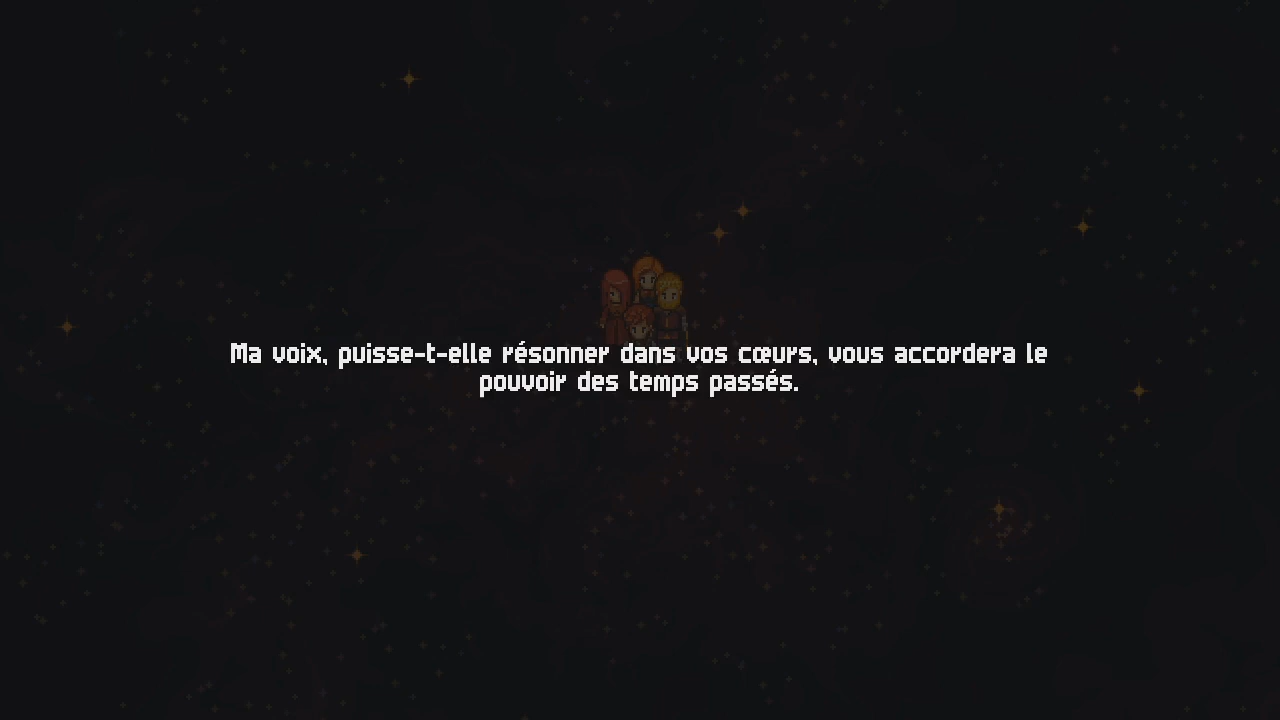 Ma voix, puisse-t-elle résonner dans vos cœurs, vous accordera le
pouvoir des temps passés.